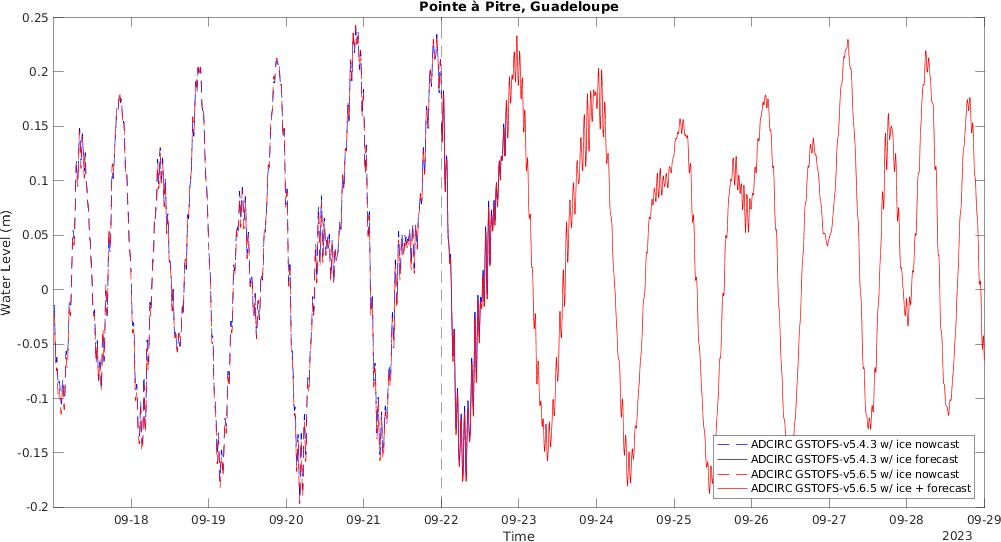 Pointe à Pitre, Guadeloupe
0.25
0.2
0.15
0.1
0.05
0
-0.05
-0.1
-0.15
-0.2
Water Level (m)
ADCIRC GSTOFS-v5.4.3 w/ ice nowcast
ADCIRC GSTOFS-v5.4.3 w/ ice forecast
ADCIRC GSTOFS-v5.6.5 w/ ice nowcast
ADCIRC GSTOFS-v5.6.5 w/ ice + forecast
09-18 09-19 09-20 09-21 09-22 09-23 09-24 09-25 09-26 09-27 09-28 09-29
Time
2023